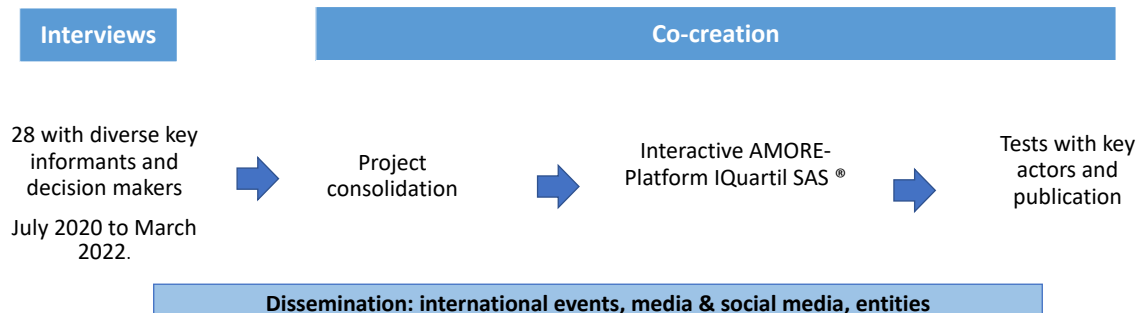 Interviews
Co-creation
28 with diverse key
informants and
decision makers
July 2020 to March
2022.
Project
consolidation
Interactive AMORE-
Platform IQuartil SAS ®
Tests with key
actors and
publication
Dissemination: international events, media & social media, entities